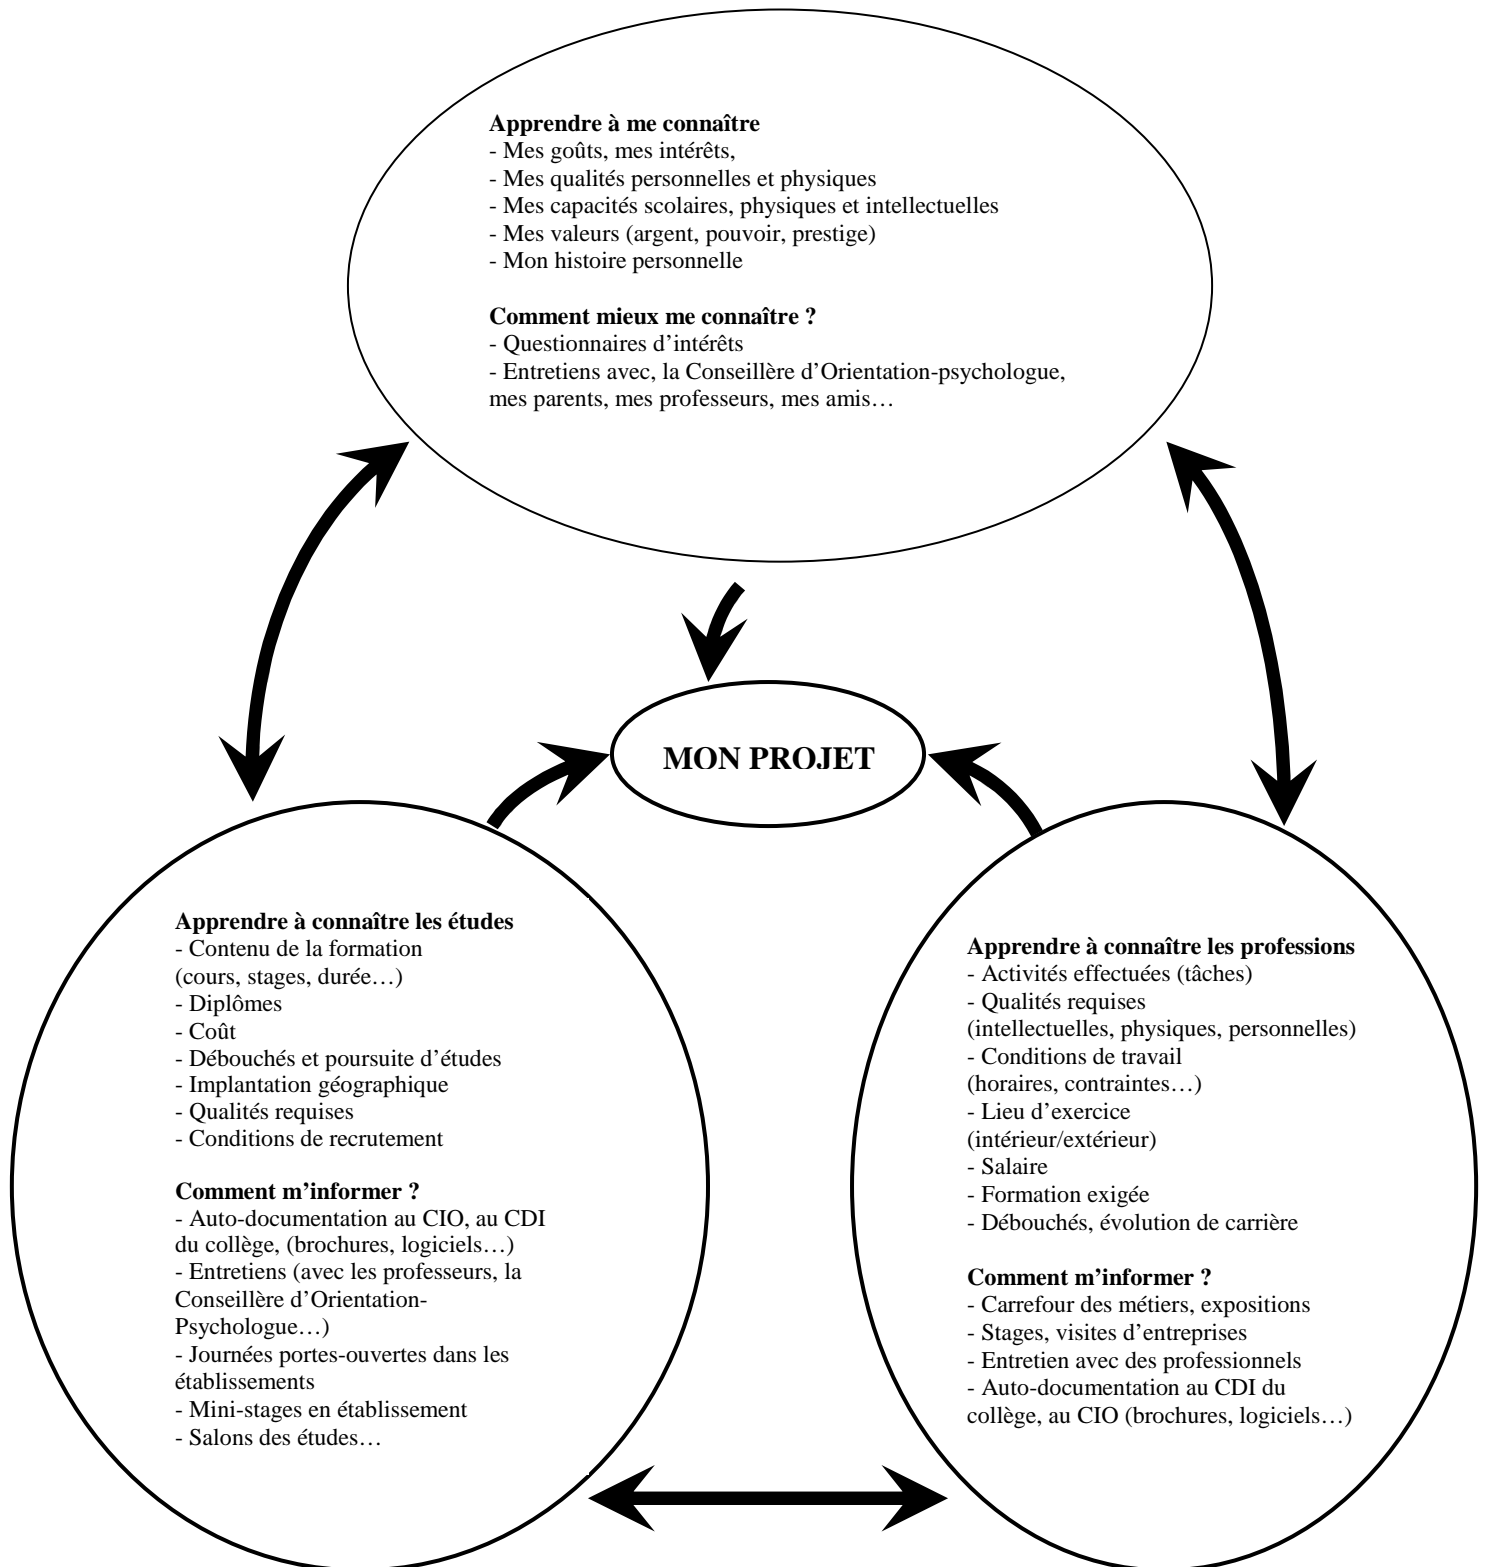 Apprendre à me connaître
- Mes goûts, mes intérêts,
- Mes qualités personnelles et physiques
- Mes capacités scolaires, physiques et intellectuelles
- Mes valeurs (argent, pouvoir, prestige)
- Mon histoire personnelle
Comment mieux me connaître ?
- Questionnaires d’intérêts
- Entretiens avec, la Conseillère d’Orientation-psychologue,
mes parents, mes professeurs, mes amis…
MON PROJET
Apprendre à connaître les études
- Contenu de la formation
(cours, stages, durée…)
- Diplômes
- Coût
- Débouchés et poursuite d’études
- Implantation géographique
- Qualités requises
- Conditions de recrutement
Comment m’informer ?
- Auto-documentation au CIO, au CDI
du collège, (brochures, logiciels…)
- Entretiens (avec les professeurs, la
Conseillère d’Orientation-
Psychologue…)
- Journées portes-ouvertes dans les
établissements
- Mini-stages en établissement
- Salons des études…
Apprendre à connaître les professions
- Activités effectuées (tâches)
- Qualités requises
(intellectuelles, physiques, personnelles)
- Conditions de travail
(horaires, contraintes…)
- Lieu d’exercice
(intérieur/extérieur)
- Salaire
- Formation exigée
- Débouchés, évolution de carrière
Comment m’informer ?
- Carrefour des métiers, expositions
- Stages, visites d’entreprises
- Entretien avec des professionnels
- Auto-documentation au CDI du
collège, au CIO (brochures, logiciels…)